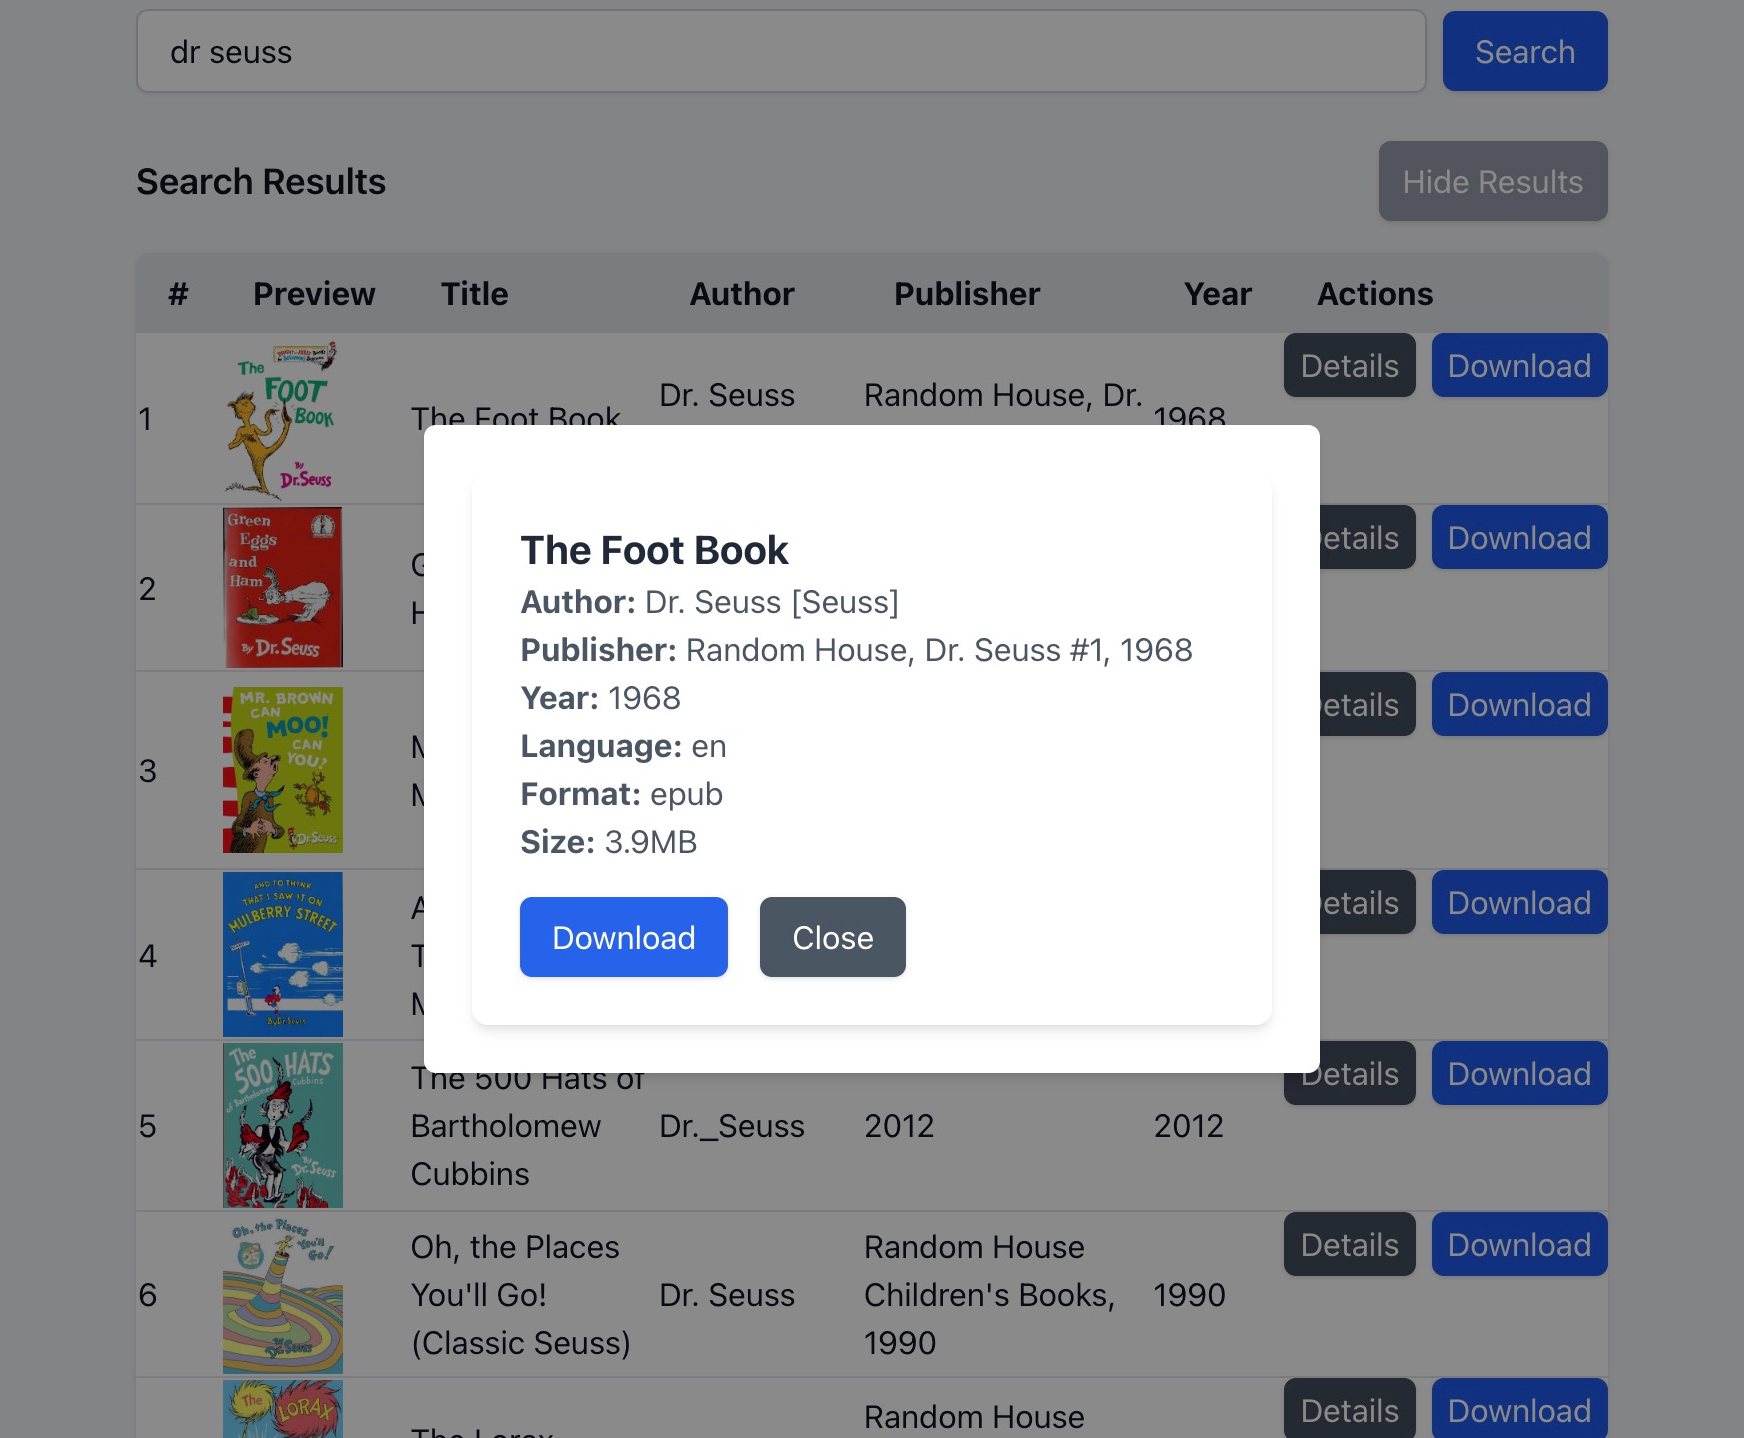 dr seuss
Search
Search Results
Hide Results
# Preview Title Author Publisher Year Actions
Details Download
The
FOOT
BOOK
By
Dr.Seuss
1
The Foot Book
Dr. Seuss
Random House, Dr.
1968
Details Download
Green
Eggs
and
Ham
By Dr. Seuss
2
Details Download
MR. BROWN
CAN
MOO!
CAN
YOU?
Dr. Seuss
3
Details Download
AND TO THINK
THAT I SAW IT ON
MULBERRY STREET
By Dr. Seuss
4
The Foot Book
Author: Dr. Seuss [Seuss]
Publisher: Random House, Dr. Seuss #1, 1968
Year: 1968
Language: en
Format: epub
Size: 3.9MB
Download Close
Details Download
The
500 HATS
of Bartholomew
Cubbins
By
Dr. Seuss
5
The 500 Hats of
Bartholomew
Cubbins
Dr._Seuss
2012
2012
Details Download
Oh, the Places
You'll
Go!
Dr. Seuss
6
Oh, the Places
You'll Go!
(Classic Seuss)
Dr. Seuss
Random House
Children's Books,
1990
1990
Details Download
The
LORAX
The Lorax
Random House